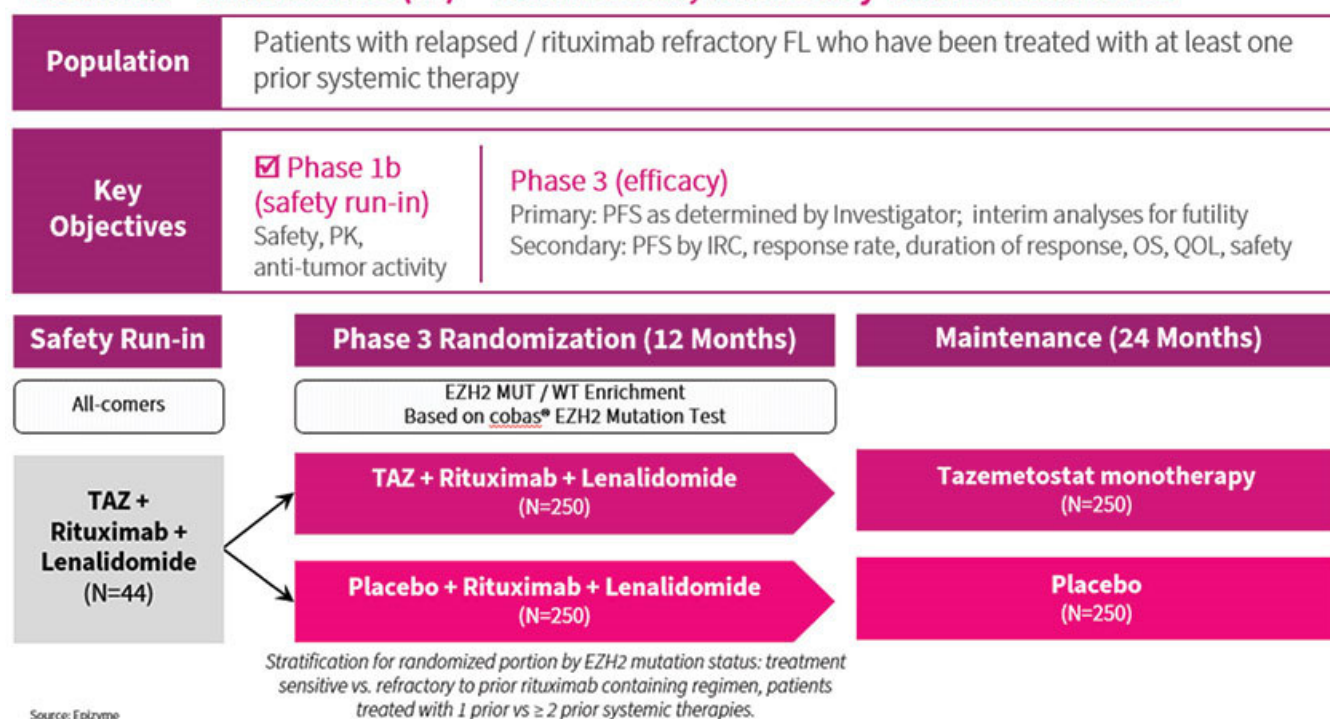 Population
Patients with relapsed / rituximab refractory FL who have been treated with at least one
prior systemic therapy
Key
Objectives
☑ Phase 1b
(safety run-in)
Safety, PK,
anti-tumor activity
Phase 3 (efficacy)
Primary: PFS as determined by Investigator; interim analyses for futility
Secondary: PFS by IRC, response rate, duration of response, OS, QOL, safety
Safety Run-in
Phase 3 Randomization (12 Months)
Maintenance (24 Months)
All-comers
EZH2 MUT / WT Enrichment
Based on cobas® EZH2 Mutation Test
TAZ +
Rituximab +
Lenalidomide
(N=44)
TAZ + Rituximab + Lenalidomide
(N=250)
Tazemetostat monotherapy
(N=250)
Placebo + Rituximab + Lenalidomide
(N=250)
Placebo
(N=250)
Stratification for randomized portion by EZH2 mutation status: treatment
sensitive vs. refractory to prior rituximab containing regimen, patients
treated with 1 prior vs ≥ 2 prior systemic therapies.
Source: Epizyme